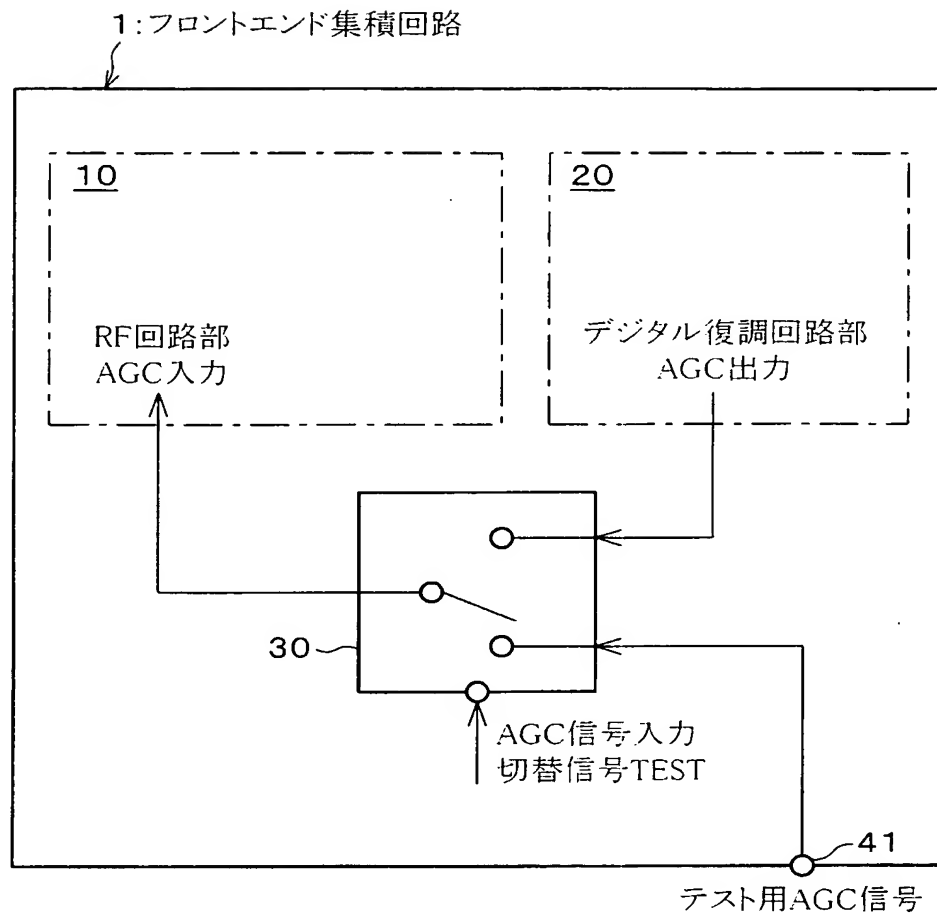 1:フロントエンド集積回路
10
20
RF回路部
AGC入力
デジタル復調回路部
AGC出力
30
AGC信号入力
切替信号TEST
41
テスト用AGC信号